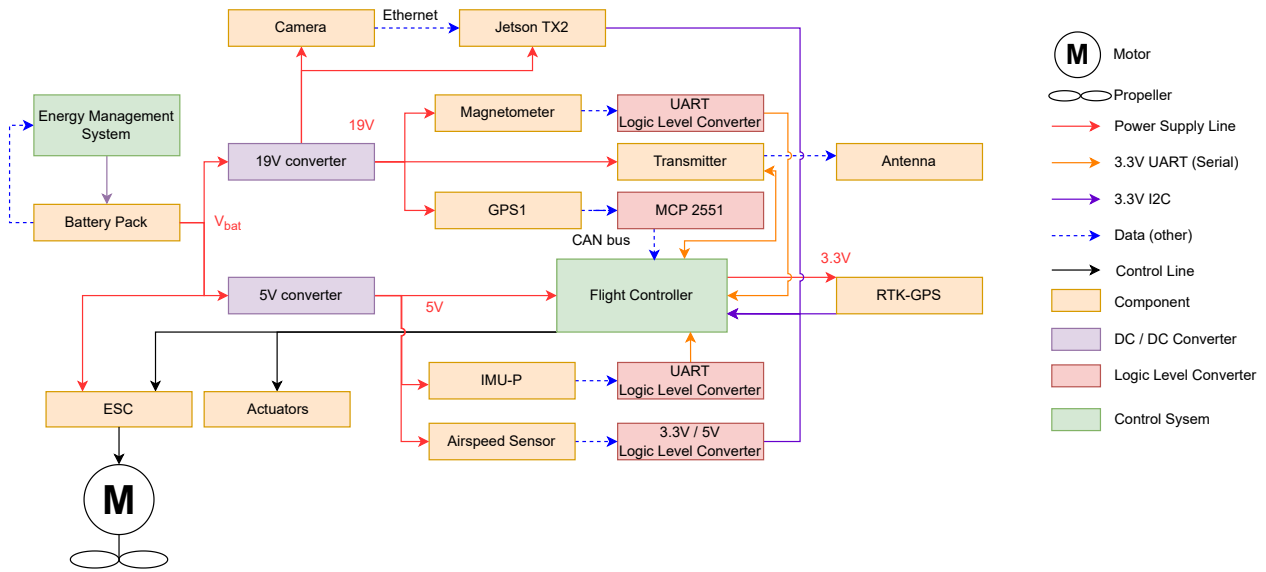 Ethernet
Camera
Jetson TX2
M
Motor
Propeller
Energy Management
System
Magnetometer
UART
Logic Level Converter
19V
Power Supply Line
19V converter
Transmitter
Antenna
3.3V UART (Serial)
Battery Pack
Vbat
GPS1
MCP 2551
3.3V I2C
CAN bus
Data (other)
3.3V
Control Line
5V converter
5V
Flight Controller
RTK-GPS
Component
DC / DC Converter
IMU-P
UART
Logic Level Converter
Logic Level Converter
ESC
Actuators
Control Sysem
Airspeed Sensor
3.3V / 5V
Logic Level Converter
M